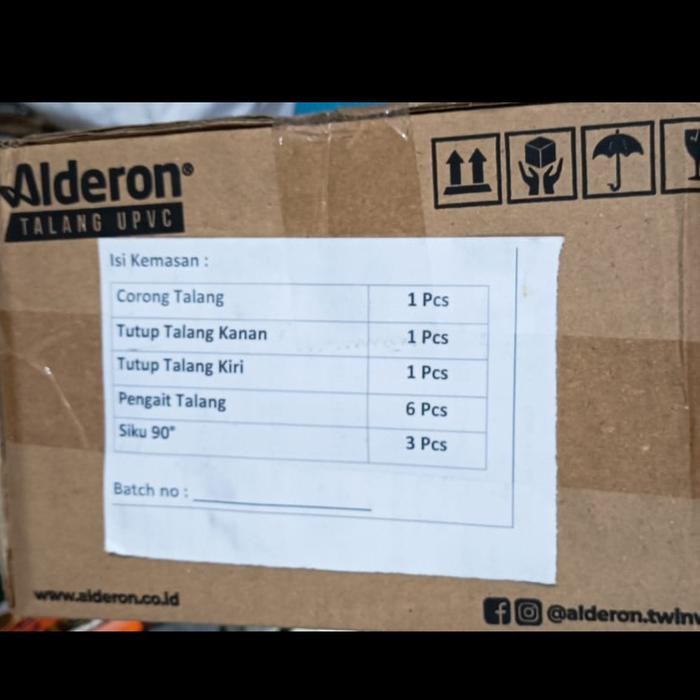 Alderon®
TALANG UPVC
Isi Kemasan :
Corong Talang 1 Pcs
Tutup Talang Kanan 1 Pcs
Tutup Talang Kiri 1 Pcs
Pengait Talang 6 Pcs
Siku 90° 3 Pcs
Batch no :
www.alderon.co.id
@alderon.twinw